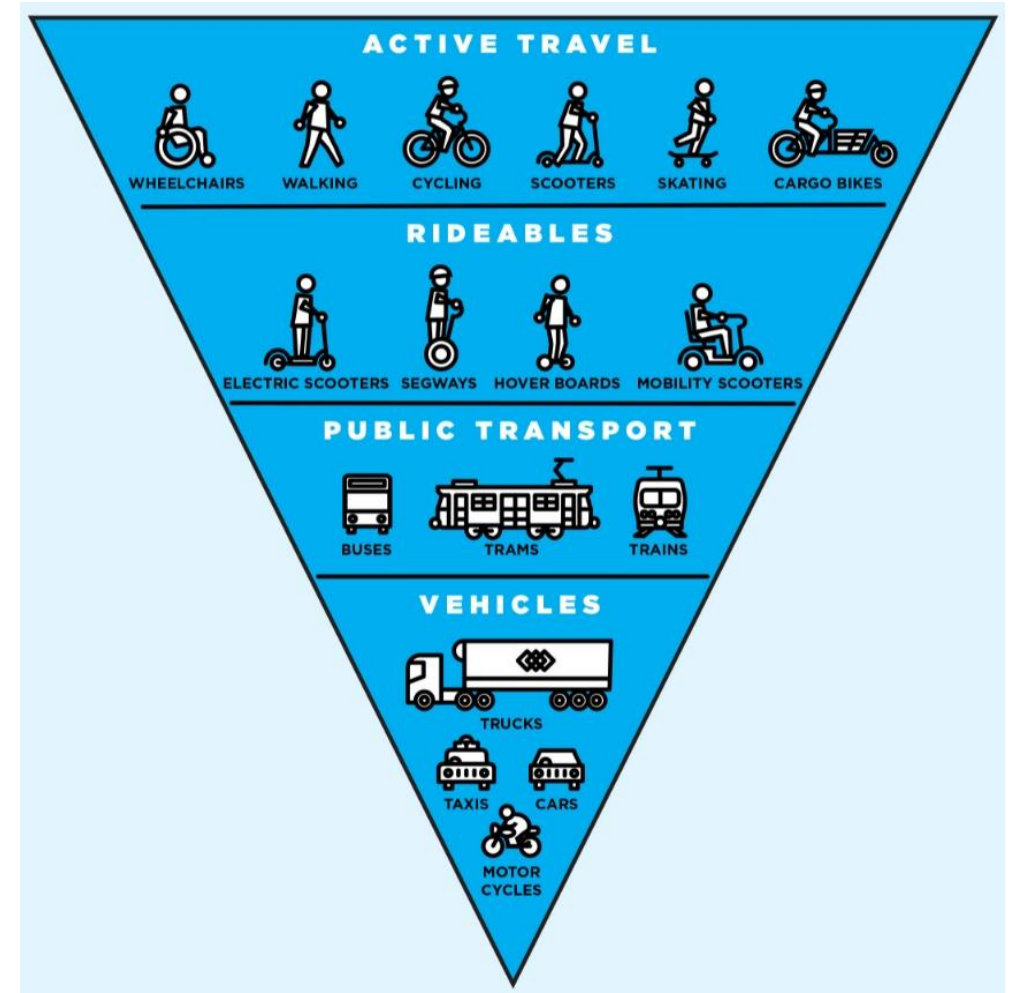 ACTIVE TRAVEL
WHEELCHAIRS WALKING CYCLING SCOOTERS SKATING CARGO BIKES
RIDEABLES
ELECTRIC SCOOTERS SEGWAYS HOVER BOARDS MOBILITY SCOOTERS
PUBLIC TRANSPORT
BUSES TRAMS TRAINS
VEHICLES
TRUCKS
TAXIS CARS
MOTOR
CYCLES